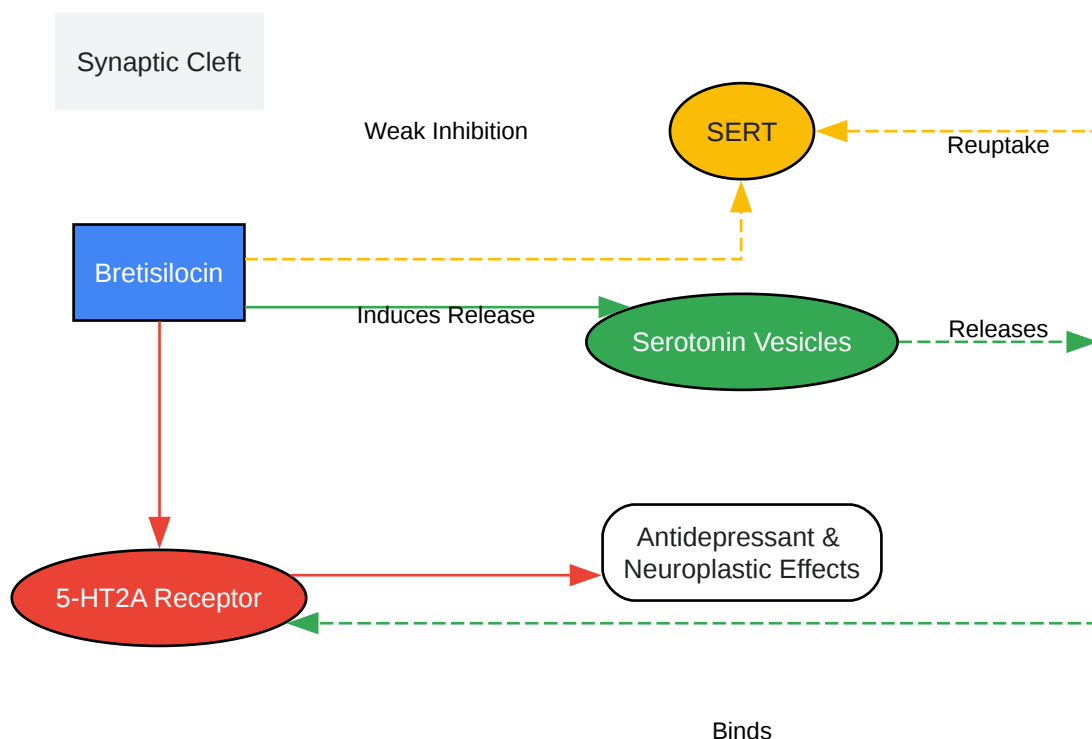 Synaptic Cleft
Weak Inhibition
SERT
Reuptake
Bretisilocin
Induces Release
Serotonin Vesicles
Releases
Antidepressant &
Neuroplastic Effects
5-HT2A Receptor
Binds